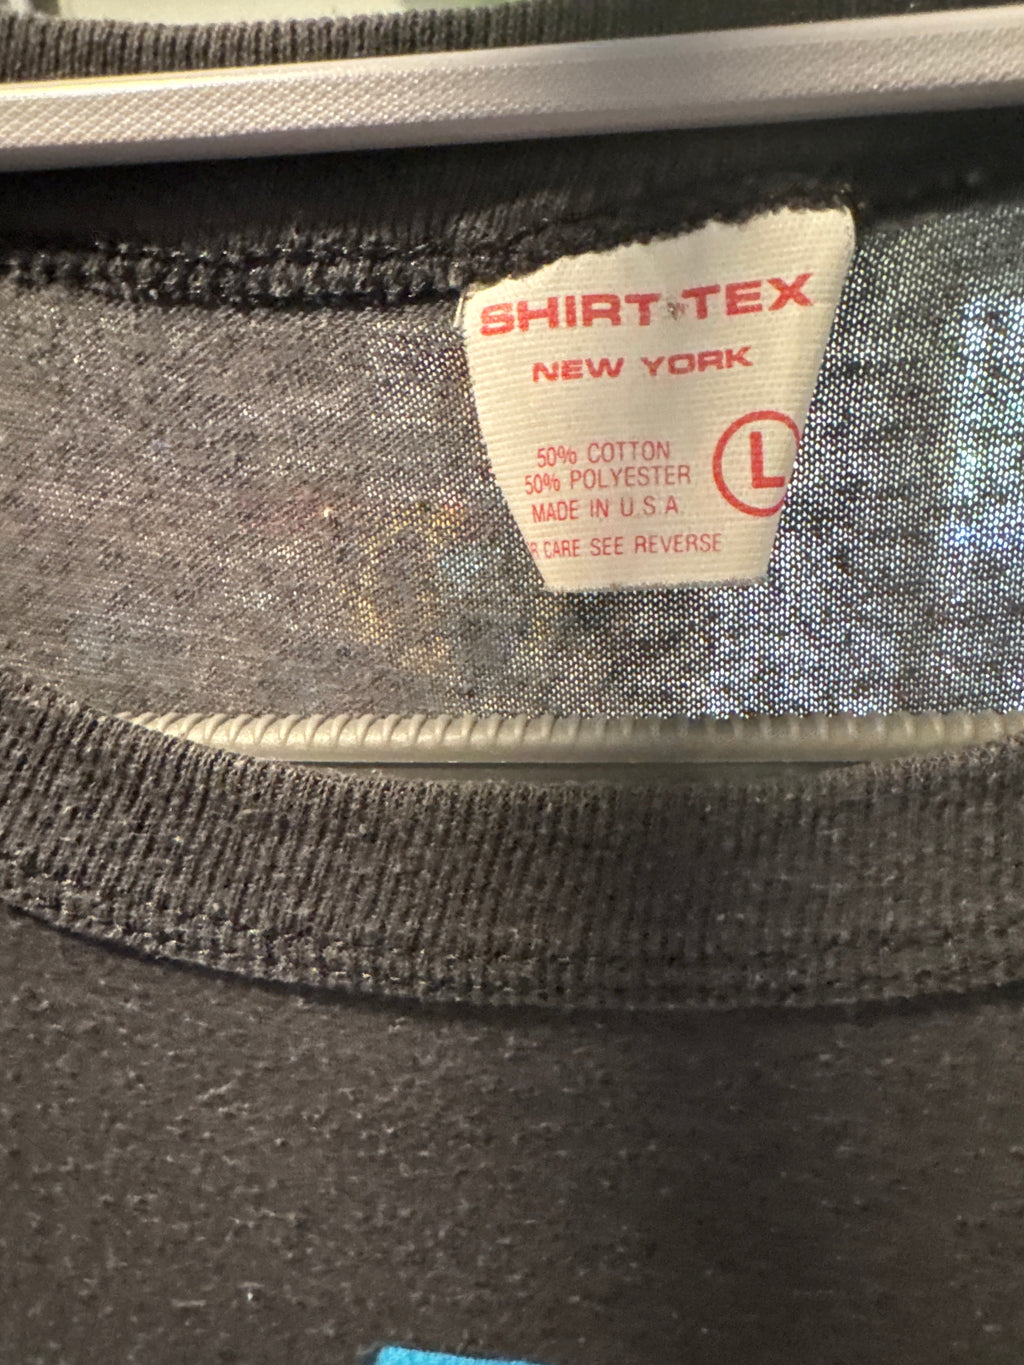 SHIRT-TEX
NEW YORK
50% COTTON
50% POLYESTER
MADE IN U.S.A
L
R CARE SEE REVERSE